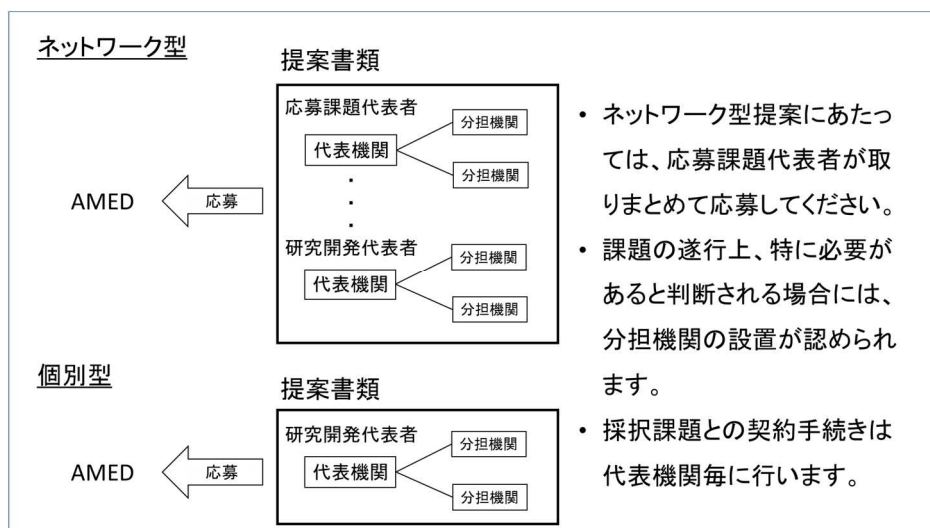 ネットワーク型
提案書類
応募課題代表者
分担機関
代表機関
分担機関
・
・
・
AMED
応募
研究開発代表者
分担機関
代表機関
分担機関
個別型
提案書類
研究開発代表者
分担機関
AMED
応募
代表機関
分担機関
• ネットワーク型提案にあたっ
ては、応募課題代表者が取
りまとめて応募してください。
• 課題の遂行上、特に必要が
あると判断される場合には、
分担機関の設置が認められ
ます。
• 採択課題との契約手続きは
代表機関毎に行います。